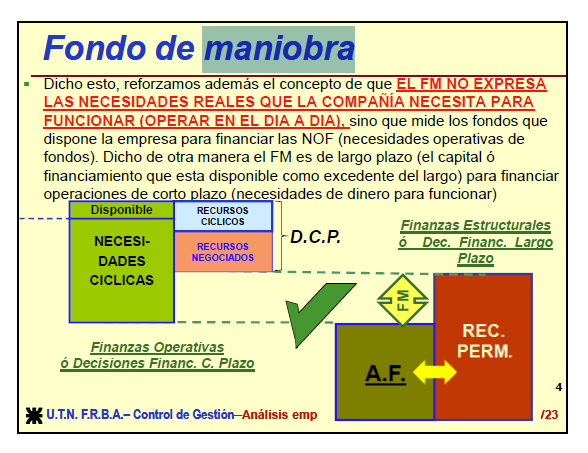 Fondo de maniobra
Dicho esto, reforzamos además el concepto de que EL FM NO EXPRESA
LAS NECESIDADES REALES QUE LA COMPAÑÍA NECESITA PARA
FUNCIONAR (OPERAR EN EL DIA A DIA), sino que mide los fondos que
dispone la empresa para financiar las NOF (necesidades operativas de
fondos). Dicho de otra manera el FM es de largo plazo (el capital ó
financiamiento que esta disponible como excedente del largo) para financiar
operaciones de corto plazo (necesidades de dinero para funcionar)
Disponible
NECESI-
DADES
CICLICAS
RECURSOS
CICLICOS
RECURSOS
NEGOCIADOS
D.C.P.
Finanzas Estructurales
ó Dec. Financ. Largo
Plazo
FM
REC.
PERM.
A.F.
Finanzas Operativas
ó Decisiones Financ. C. Plazo
4
U.T.N. F.R.B.A.– Control de Gestión–Análisis emp
/23